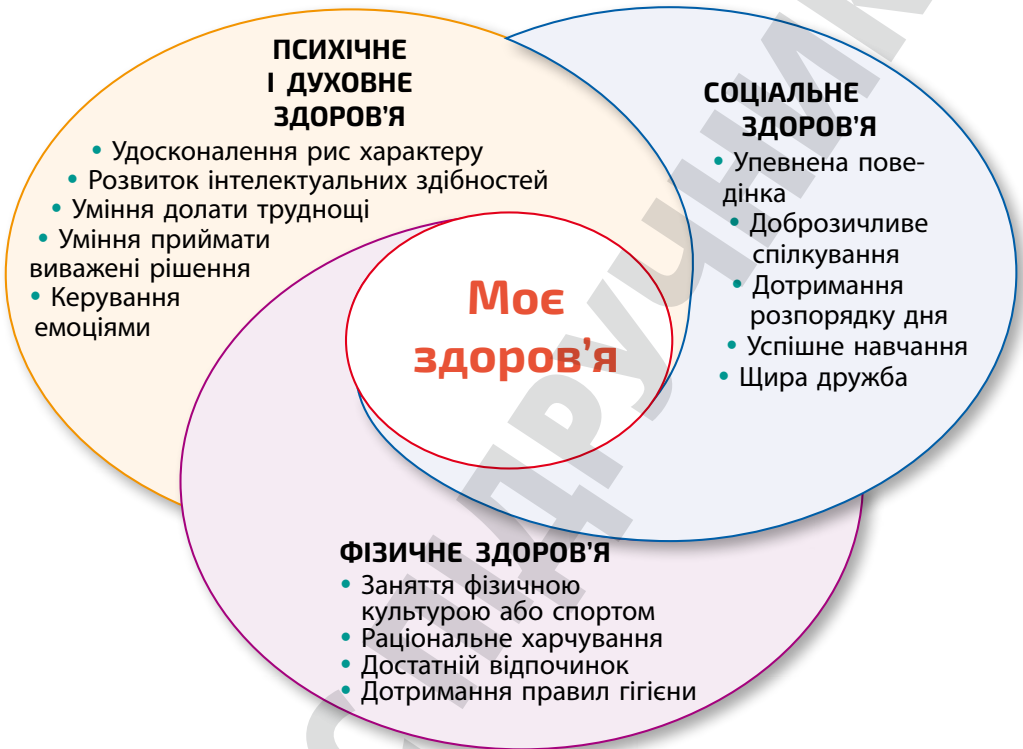 ПСИХІЧНЕ
І ДУХОВНЕ
ЗДОРОВ’Я
• Удосконалення рис характеру
• Розвиток інтелектуальних здібностей
• Уміння долати труднощі
• Уміння приймати
виважені рішення
• Керування
емоціями
СОЦІАЛЬНЕ
ЗДОРОВ’Я
• Упевнена пове-
дінка
• Доброзичливе
спілкування
• Дотримання
розпорядку дня
• Успішне навчання
• Щира дружба
Моє
здоров’я
ФІЗИЧНЕ ЗДОРОВ’Я
• Заняття фізичною
культурою або спортом
• Раціональне харчування
• Достатній відпочинок
• Дотримання правил гігієни